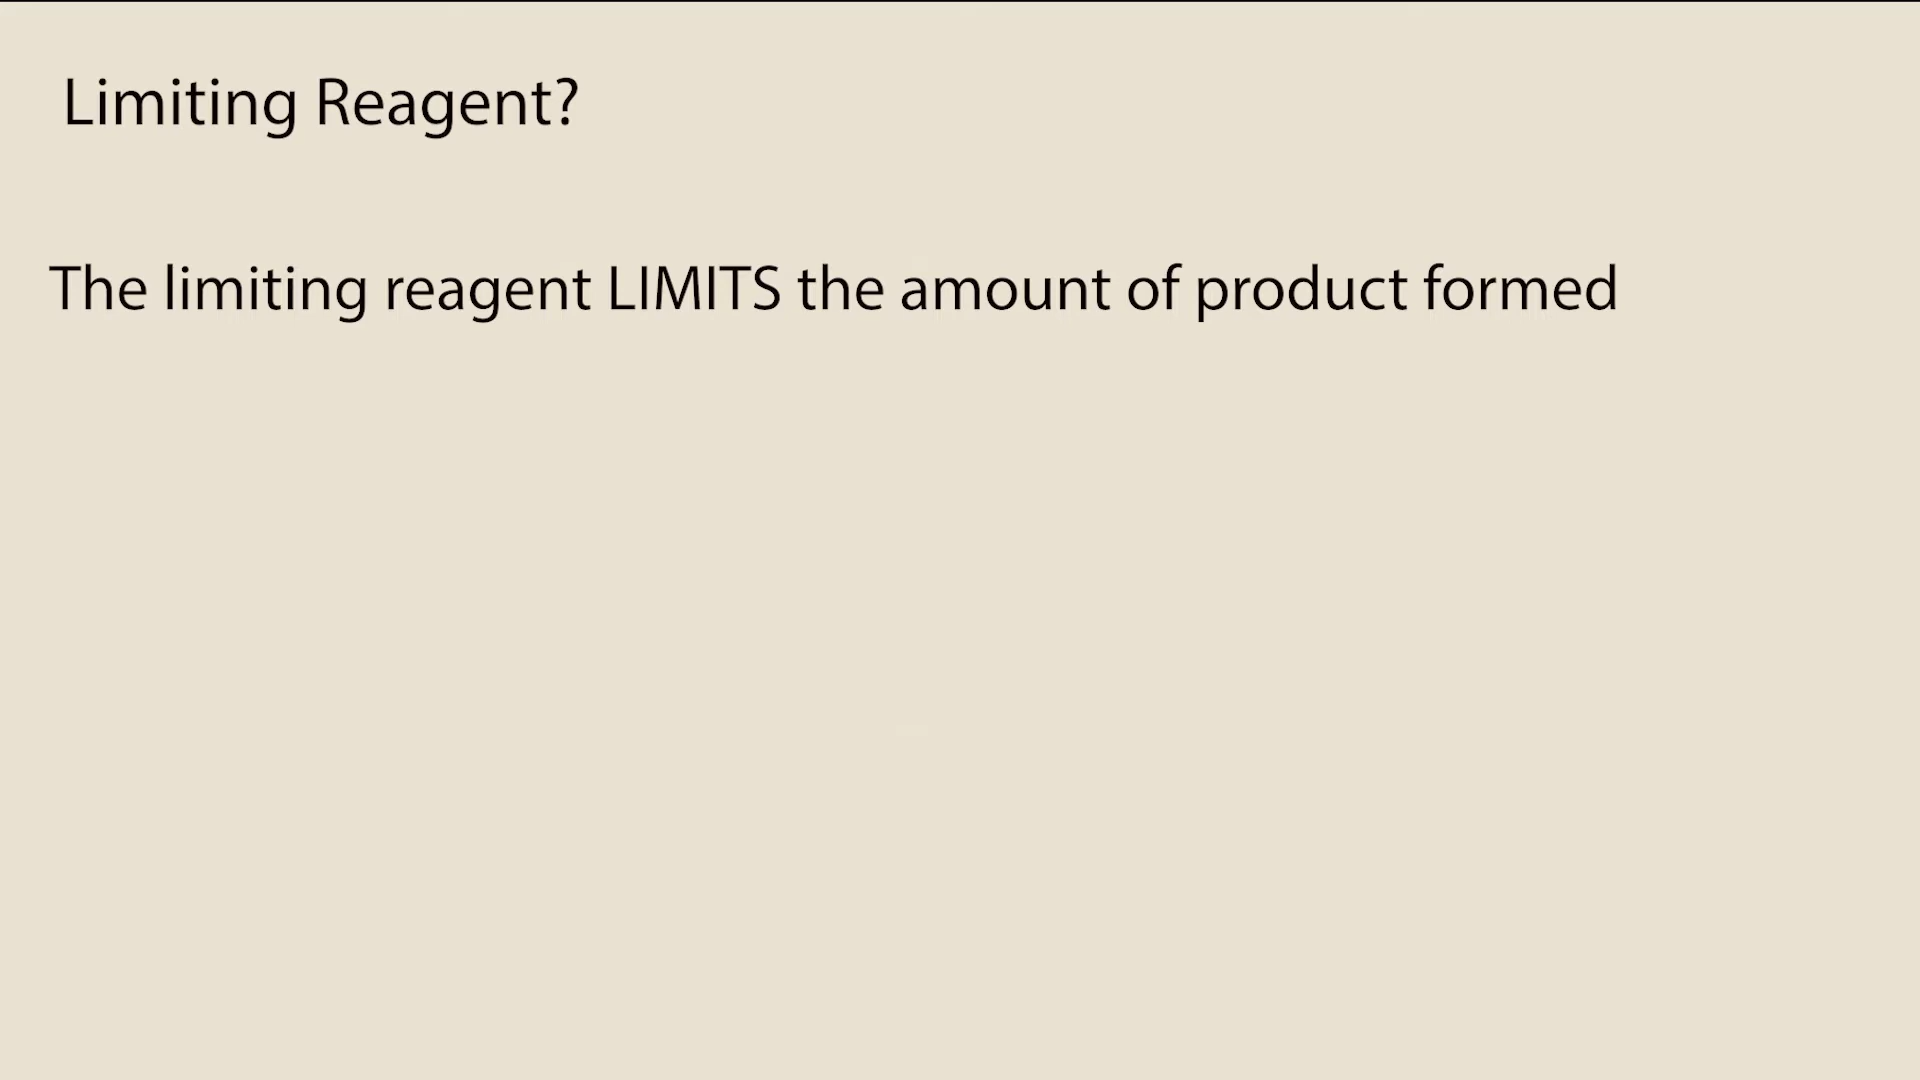 Limiting Reagent?
The limiting reagent LIMITS the amount of product formed